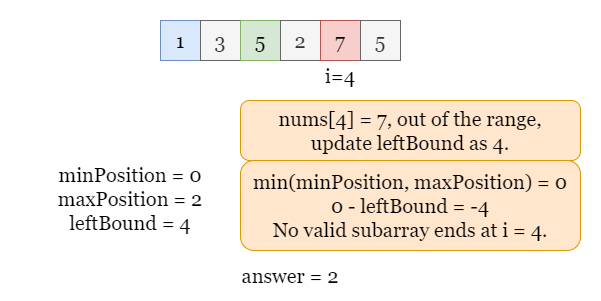 1 3 5 2 7 5
i=4
nums[4] = 7, out of the range,
update leftBound as 4.
minPosition = 0
maxPosition = 2
leftBound = 4
min(minPosition, maxPosition) = 0
0 - leftBound = -4
No valid subarray ends at i = 4.
answer = 2